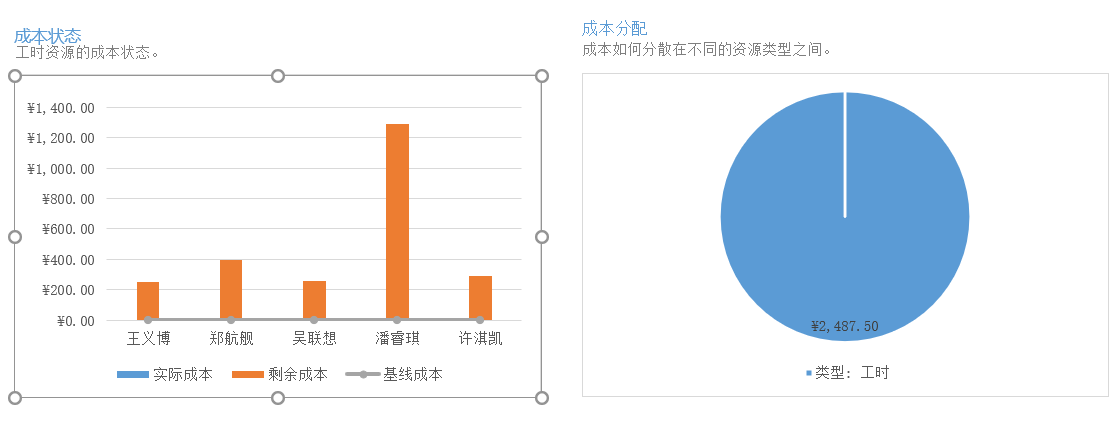 成本状态
工时资源的成本状态。
¥1,400.00
¥1,200.00
¥1,000.00
¥800.00
¥600.00
¥400.00
¥200.00
¥0.00
王义博 郑航舰 吴联想 潘睿琪 许淇凯
实际成本 剩余成本 基线成本
成本分配
成本如何分散在不同的资源类型之间。
¥2,487.50
类型: 工时